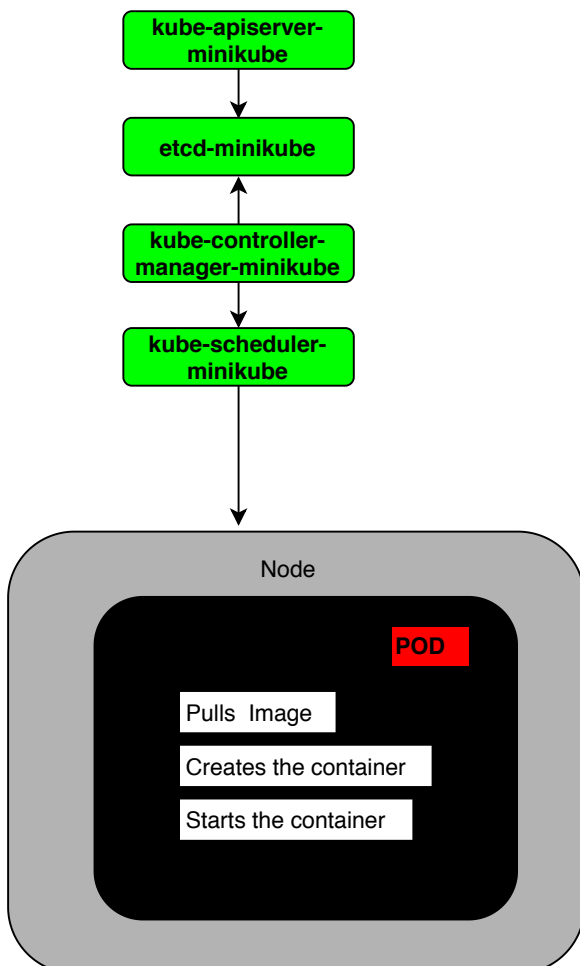 kube-apiserver-
minikube
etcd-minikube
kube-controller-
manager-minikube
kube-scheduler-
minikube
Node
POD
Pulls  Image
Creates the container
Starts the container